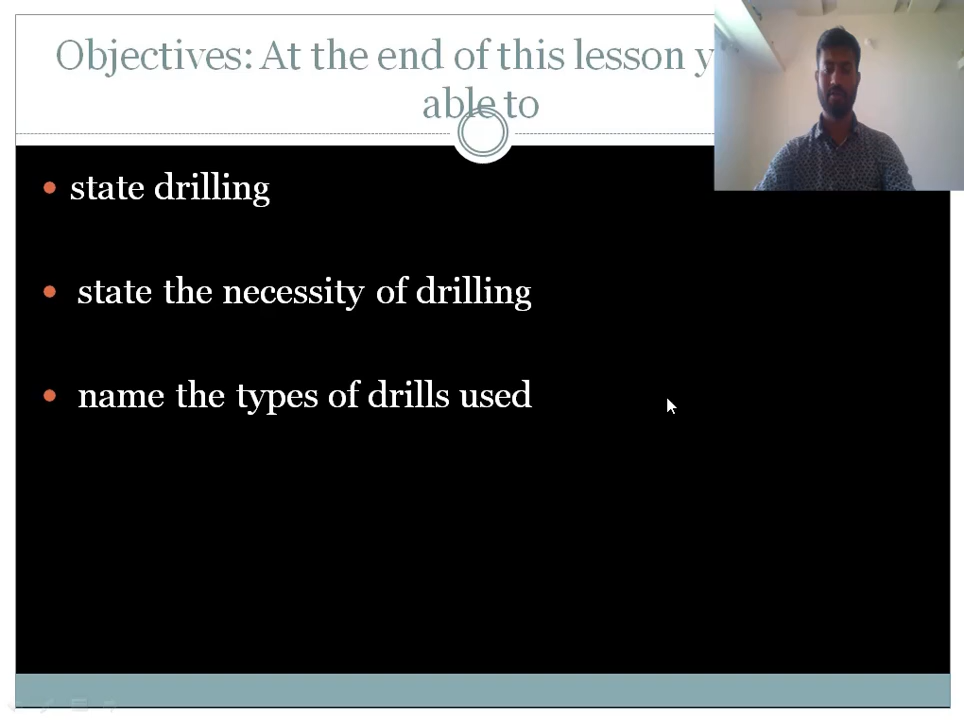 Objectives: At the end of this lesson y
able to
state drilling
state the necessity of drilling
name the types of drills used